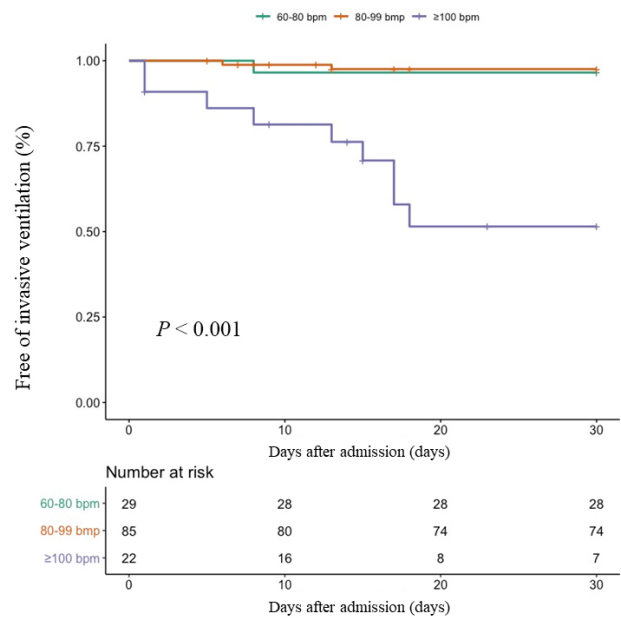 60-80 bpm 80-99 bmp ≥100 bpm
1.00
0.75
0.50
0.25
0.00
Free of invasive ventilation (%)
P < 0.001
0 10 20 30
Days after admission (days)
Number at risk
60-80 bpm 29 28 28 28
80-99 bmp 85 80 74 74
≥100 bpm 22 16 8 7
0 10 20 30
Days after admission (days)